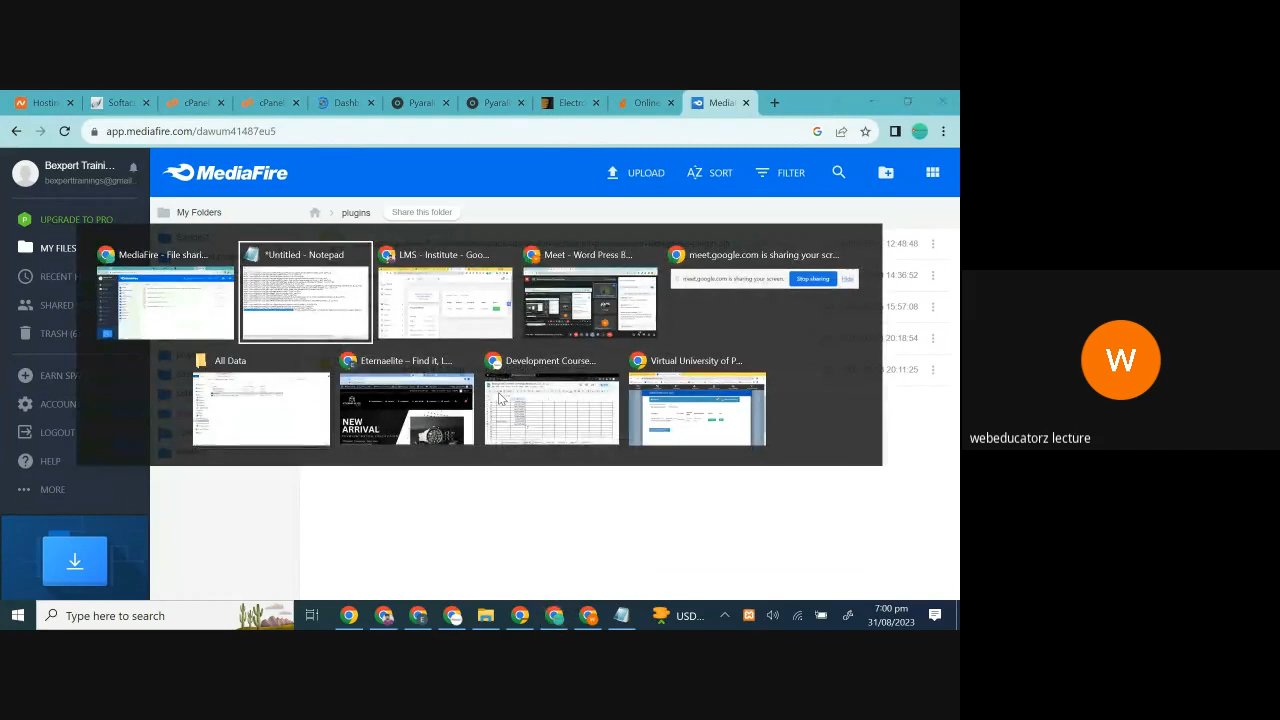 Hostin
Softac
cPanel
cPanel
Dashb
Pyarali
Pyarali
Electro
Online
Media
app.mediafire.com/dawum41487eu5
Bexpert Traini...
bexperttrainings@gmail...
MediaFire
UPLOAD
SORT
FILTER
UPGRADE TO PRO
My Folders
plugins
Share this folder
MY FILES
MediaFire - File shari...
*Untitled - Notepad
LMS - Institute - Goo...
Meet - Word Press B...
meet.google.com is sharing your scr...
12:48:48
RECENT
meet.google.com is sharing your screen.
Stop sharing
Hide
14:36:52
SHARED
15:57:08
TRASH (6
20:18:54
All Data
Eternaelite – Find it, L...
Development Course...
Virtual University of P...
20:11:25
EARN SP
NEW
ARRIVAL
LOGOUT
HELP
MORE
Type here to search
USD...
7:00 pm
31/08/2023
W
webeducatorz lecture